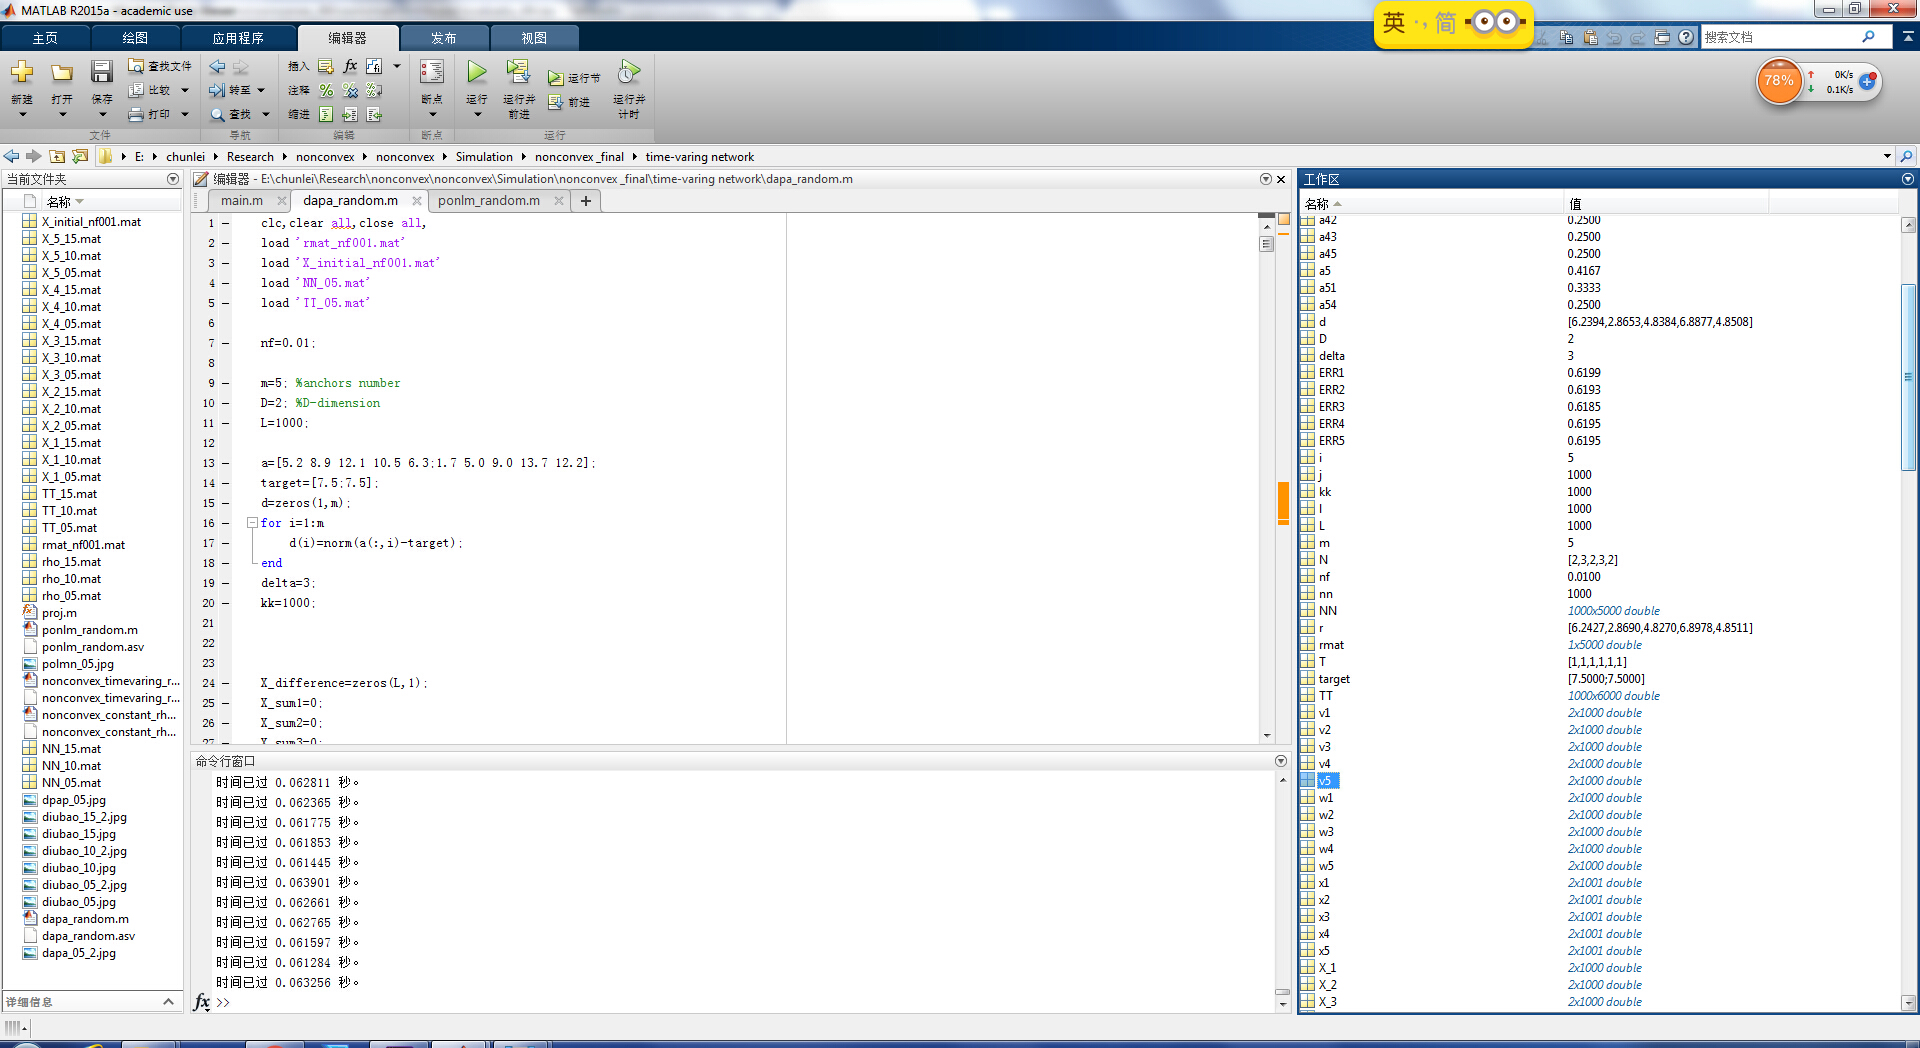 MATLAB R2015a - academic use
英 简
主页 绘图 应用程序 编辑器 发布 视图
搜索文档
新建 打开 保存 查找文件 比较 打印
文件
转至 查找
导航
插入 注释 缩进
编辑
断点
断点
运行 运行并前进 运行节 前进 运行并计时
运行
78% 0K/s 0.1K/s
E: chunlei Research nonconvex nonconvex Simulation nonconvex _final time-varing network
当前文件夹
名称
X_initial_nf001.mat
X_5_15.mat
X_5_10.mat
X_5_05.mat
X_4_15.mat
X_4_10.mat
X_4_05.mat
X_3_15.mat
X_3_10.mat
X_3_05.mat
X_2_15.mat
X_2_10.mat
X_2_05.mat
X_1_15.mat
X_1_10.mat
X_1_05.mat
TT_15.mat
TT_10.mat
TT_05.mat
rmat_nf001.mat
rho_15.mat
rho_10.mat
rho_05.mat
proj.m
ponlm_random.m
ponlm_random.asv
polmn_05.jpg
nonconvex_timevaring_r...
nonconvex_timevaring_r...
nonconvex_constant_rh...
nonconvex_constant_rh...
NN_15.mat
NN_10.mat
NN_05.mat
dpap_05.jpg
diubao_15_2.jpg
diubao_15.jpg
diubao_10_2.jpg
diubao_10.jpg
diubao_05_2.jpg
diubao_05.jpg
dapa_random.m
dapa_random.asv
dapa_05_2.jpg
详细信息
编辑器 - E:\chunlei\Research\nonconvex\nonconvex\Simulation\nonconvex _final\time-varing network\dapa_random.m
main.m dapa_random.m ponlm_random.m
1 – clc,clear all,close all,
2 – load 'rmat_nf001.mat'
3 – load 'X_initial_nf001.mat'
4 – load 'NN_05.mat'
5 – load 'TT_05.mat'
6
7 – nf=0.01;
8
9 – m=5; %anchors number
10 – D=2; %D-dimension
11 – L=1000;
12
13 – a=[5.2 8.9 12.1 10.5 6.3;1.7 5.0 9.0 13.7 12.2];
14 – target=[7.5;7.5];
15 – d=zeros(1,m);
16 – for i=1:m
17 – d(i)=norm(a(:,i)-target);
18 – end
19 – delta=3;
20 – kk=1000;
21
22
23
24 – X_difference=zeros(L,1);
25 – X_sum1=0;
26 – X_sum2=0;
27 – X_sum3=0;
命令行窗口
时间已过 0.062811 秒。
时间已过 0.062365 秒。
时间已过 0.061775 秒。
时间已过 0.061853 秒。
时间已过 0.061445 秒。
时间已过 0.063901 秒。
时间已过 0.062661 秒。
时间已过 0.062765 秒。
时间已过 0.061597 秒。
时间已过 0.061284 秒。
时间已过 0.063256 秒。
fx >>
工作区
名称 值
a42 0.2500
a43 0.2500
a45 0.2500
a5 0.4167
a51 0.3333
a54 0.2500
d [6.2394,2.8653,4.8384,6.8877,4.8508]
D 2
delta 3
ERR1 0.6199
ERR2 0.6193
ERR3 0.6185
ERR4 0.6195
ERR5 0.6195
i 5
j 1000
kk 1000
l 1000
L 1000
m 5
N [2,3,2,3,2]
nf 0.0100
nn 1000
NN 1000x5000 double
r [6.2427,2.8690,4.8270,6.8978,4.8511]
rmat 1x5000 double
T [1,1,1,1,1,1]
target [7.5000;7.5000]
TT 1000x6000 double
v1 2x1000 double
v2 2x1000 double
v3 2x1000 double
v4 2x1000 double
v5 2x1000 double
w1 2x1000 double
w2 2x1000 double
w3 2x1000 double
w4 2x1000 double
w5 2x1000 double
x1 2x1001 double
x2 2x1001 double
x3 2x1001 double
x4 2x1001 double
x5 2x1001 double
X_1 2x1000 double
X_2 2x1000 double
X_3 2x1000 double